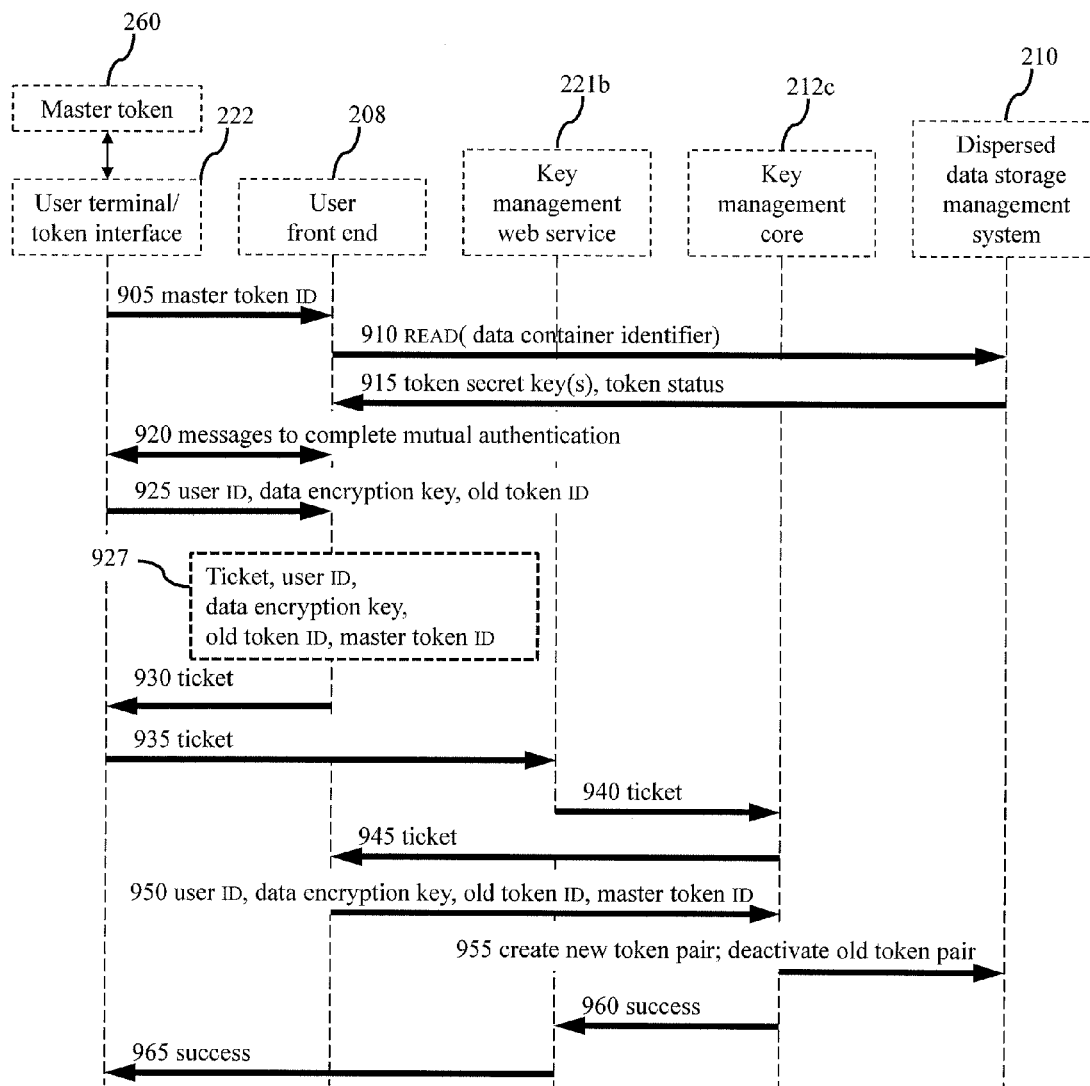 260
Master token
222
208
221b
212c
210
User terminal/
token interface
User
front end
Key
management
web service
Key
management
core
Dispersed
data storage
management
system
905 master token ID
910 READ( data container identifier)
915 token secret key(s), token status
920 messages to complete mutual authentication
925 user ID, data encryption key, old token ID
927
Ticket, user ID,
data encryption key,
old token ID, master token ID
930 ticket
935 ticket
940 ticket
945 ticket
950 user ID, data encryption key, old token ID, master token ID
955 create new token pair; deactivate old token pair
960 success
965 success